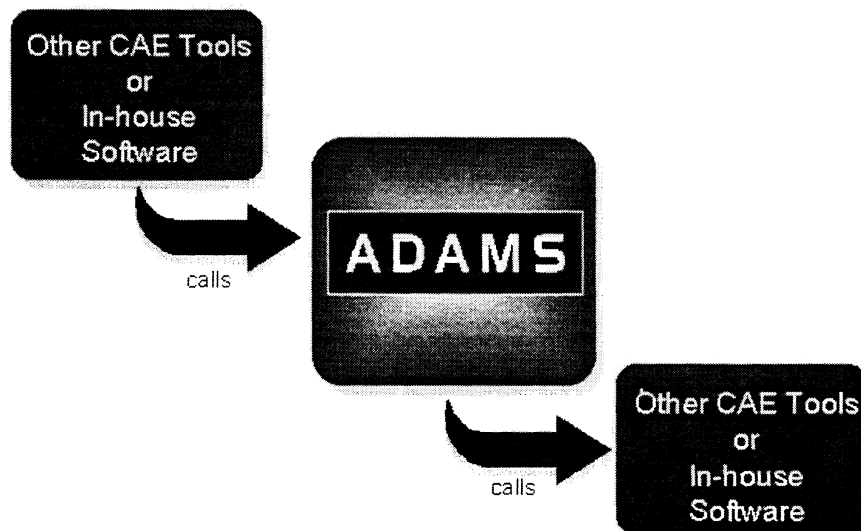 Other CAE Tools
or
In-house
Software
calls
ADAMS
calls
Other CAE Tools
or
In-house
Software